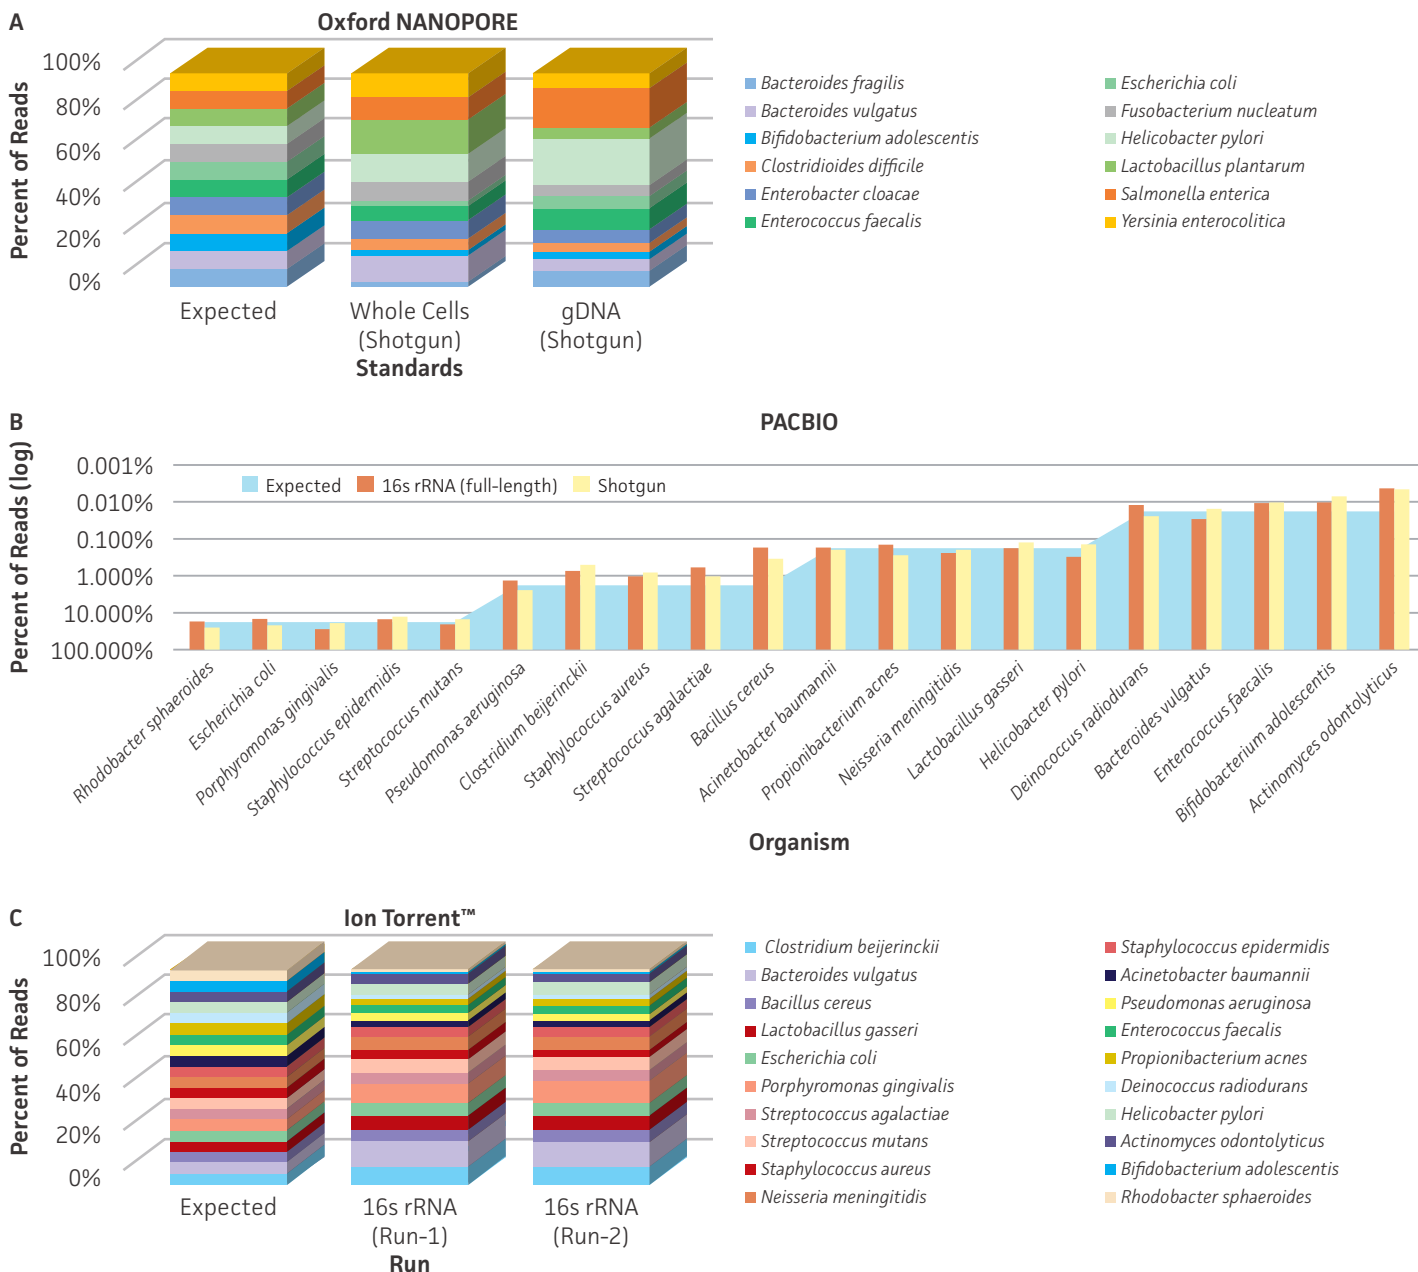 A
Oxford NANOPORE
Percent of Reads
100%
80%
60%
40%
20%
0%
Expected
Whole Cells
(Shotgun)
gDNA
(Shotgun)
Standards
Bacteroides fragilis
Bacteroides vulgatus
Bifidobacterium adolescentis
Clostridioides difficile
Enterobacter cloacae
Enterococcus faecalis
Escherichia coli
Fusobacterium nucleatum
Helicobacter pylori
Lactobacillus plantarum
Salmonella enterica
Yersinia enterocolitica
B
PACBIO
Percent of Reads (log)
0.001%
0.010%
0.100%
1.000%
10.000%
100.000%
Expected
16s rRNA (full-length)
Shotgun
Rhodobacter sphaeroides
Escherichia coli
Porphyromonas gingivalis
Staphylococcus epidermidis
Streptococcus mutans
Pseudomonas aeruginosa
Clostridium beijerinckii
Staphylococcus aureus
Streptococcus agalactiae
Bacillus cereus
Acinetobacter baumannii
Propionibacterium acnes
Neisseria meningitidis
Lactobacillus gasseri
Helicobacter pylori
Deinococcus radiodurans
Bacteroides vulgatus
Enterococcus faecalis
Bifidobacterium adolescentis
Actinomyces odontolyticus
Organism
C
Ion Torrent™
Percent of Reads
100%
80%
60%
40%
20%
0%
Expected
16s rRNA
(Run-1)
16s rRNA
(Run-2)
Run
Clostridium beijerinckii
Bacteroides vulgatus
Bacillus cereus
Lactobacillus gasseri
Escherichia coli
Porphyromonas gingivalis
Streptococcus agalactiae
Streptococcus mutans
Staphylococcus aureus
Neisseria meningitidis
Staphylococcus epidermidis
Acinetobacter baumannii
Pseudomonas aeruginosa
Enterococcus faecalis
Propionibacterium acnes
Deinococcus radiodurans
Helicobacter pylori
Actinomyces odontolyticus
Bifidobacterium adolescentis
Rhodobacter sphaeroides